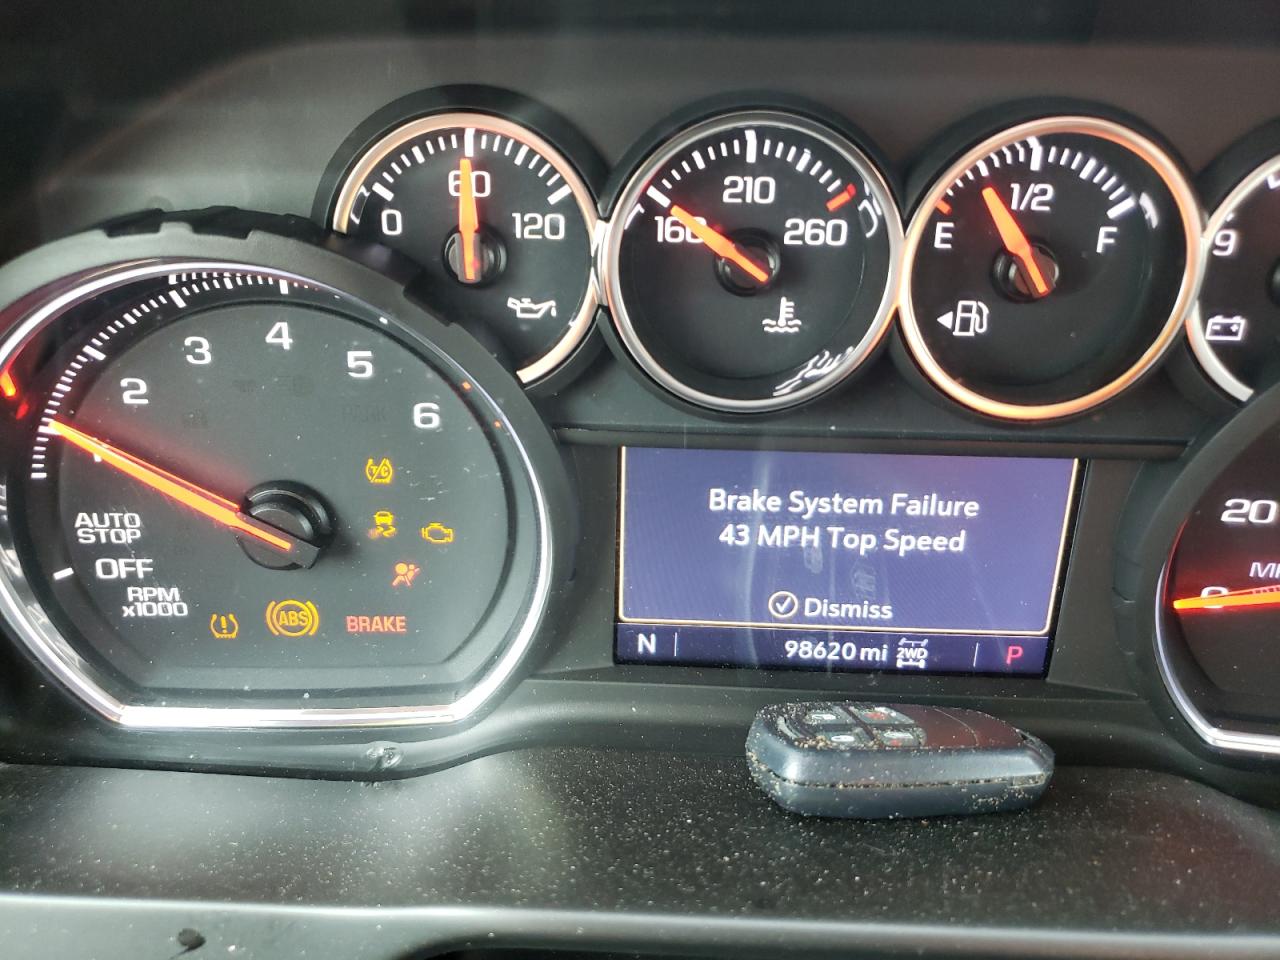 0
60
120
160
210
260
E
1/2
F
9
2
3
4
5
6
AUTO
STOP
OFF
RPM
x1000
T/C
ABS
BRAKE
Brake System Failure
43 MPH Top Speed
Dismiss
N
98620 mi
2WD
P
20
0